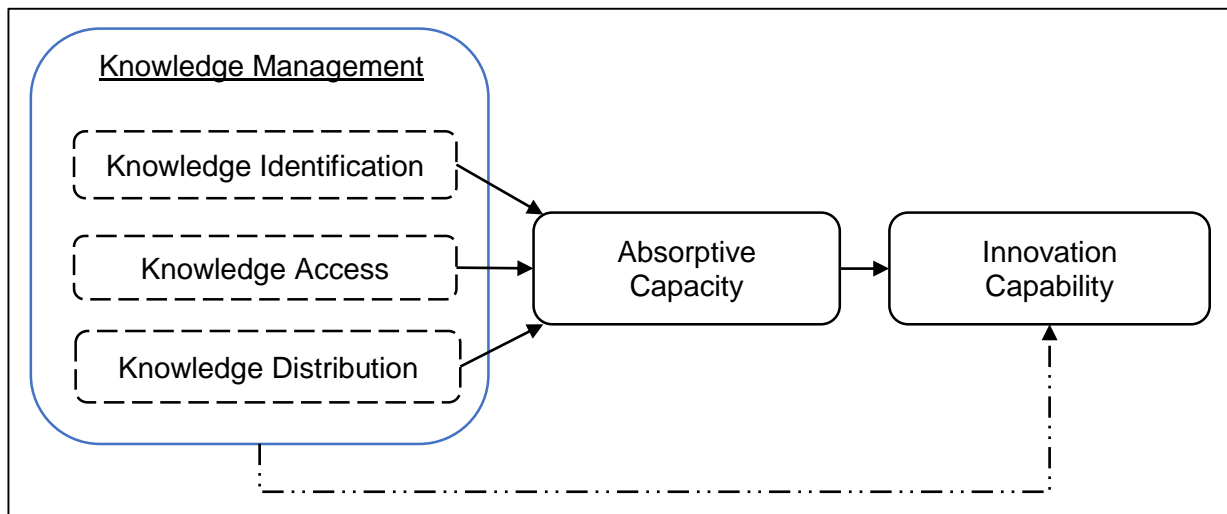 Knowledge Management
Knowledge Identification
Knowledge Access
Knowledge Distribution
Absorptive
Capacity
Innovation
Capability